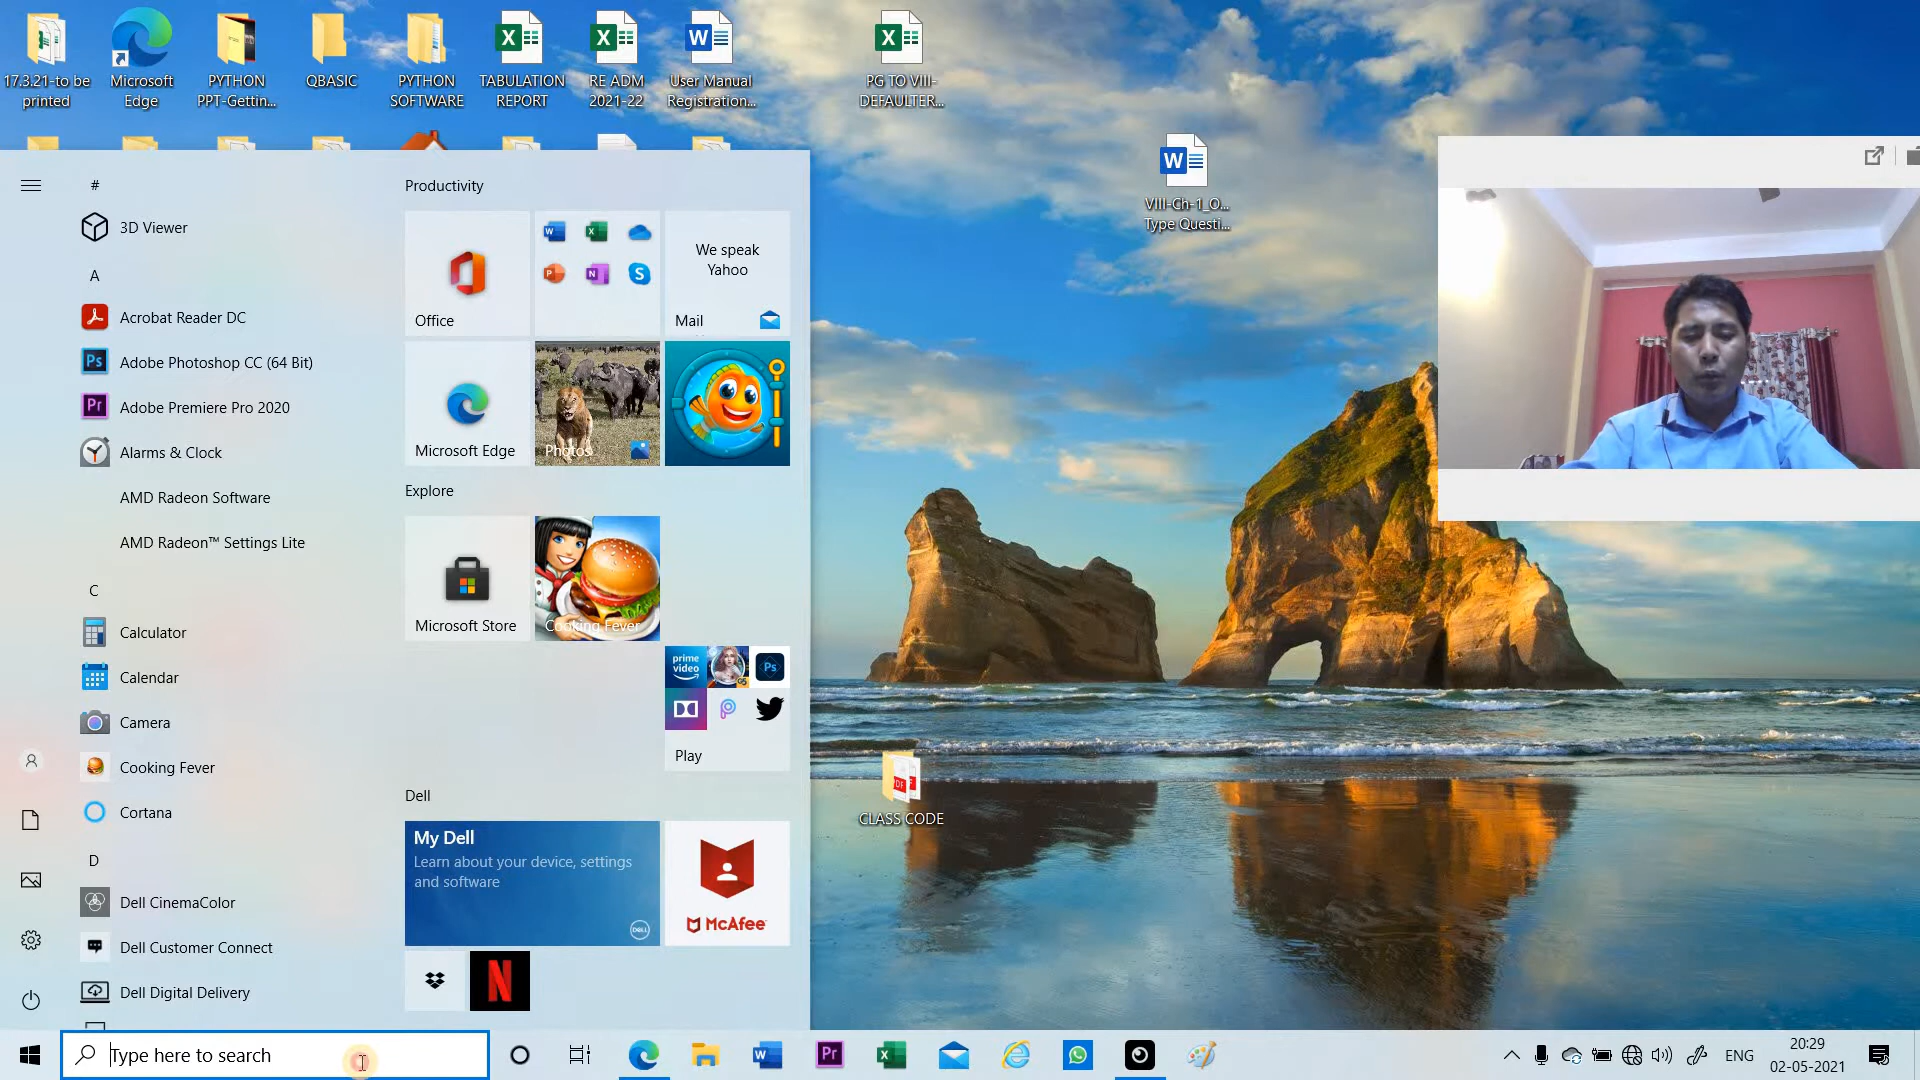 17.3.21-to be
printed
Microsoft
Edge
PYTHON
PPT-Gettin...
QBASIC
PYTHON
SOFTWARE
TABULATION
REPORT
RE ADM
2021-22
User Manual
Registration...
PG TO VIII-
DEFAULTER...
VIII-Ch-1_O...
Type Questi...
CLASS CODE
#
3D Viewer
A
Acrobat Reader DC
Adobe Photoshop CC (64 Bit)
Adobe Premiere Pro 2020
Alarms & Clock
AMD Radeon Software
AMD Radeon™ Settings Lite
C
Calculator
Calendar
Camera
Cooking Fever
Cortana
D
Dell CinemaColor
Dell Customer Connect
Dell Digital Delivery
Productivity
Office
We speak
Yahoo
Mail
Microsoft Edge
Photos
Explore
Microsoft Store
Cooking Fever
prime
video
Ps
Play
Dell
My Dell
Learn about your device, settings
and software
DELL
McAfee
Type here to search
ENG
20:29
02-05-2021